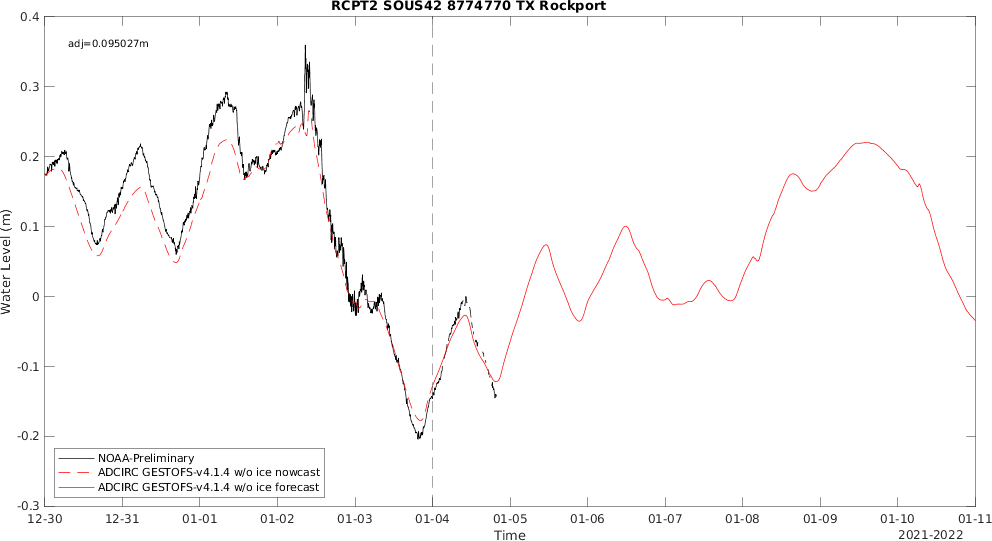 RCPT2 SOUS42 8774770 TX Rockport
adj=0.095027m
0.4
0.3
0.2
0.1
0
-0.1
-0.2
-0.3
Water Level (m)
NOAA-Preliminary
ADCIRC GESTOFS-v4.1.4 w/o ice nowcast
ADCIRC GESTOFS-v4.1.4 w/o ice forecast
12-30 12-31 01-01 01-02 01-03 01-04 01-05 01-06 01-07 01-08 01-09 01-10 01-11
Time
2021-2022